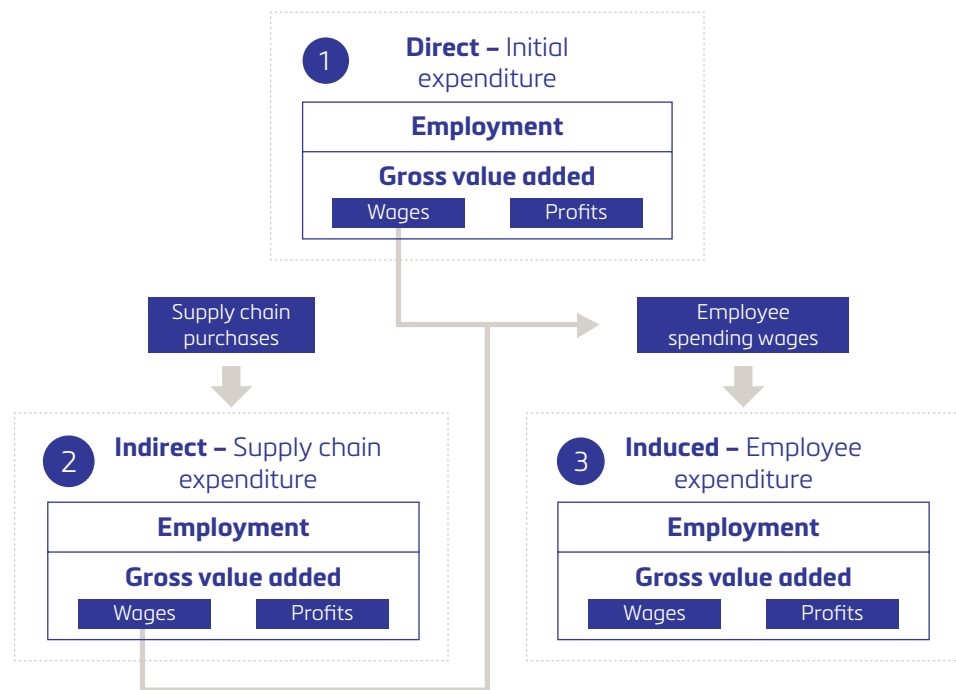 1
Direct – Initial
expenditure
Employment
Gross value added
Wages
Profits
Supply chain
purchases
Employee
spending wages
2
Indirect – Supply chain
expenditure
Employment
Gross value added
Wages
Profits
3
Induced – Employee
expenditure
Employment
Gross value added
Wages
Profits